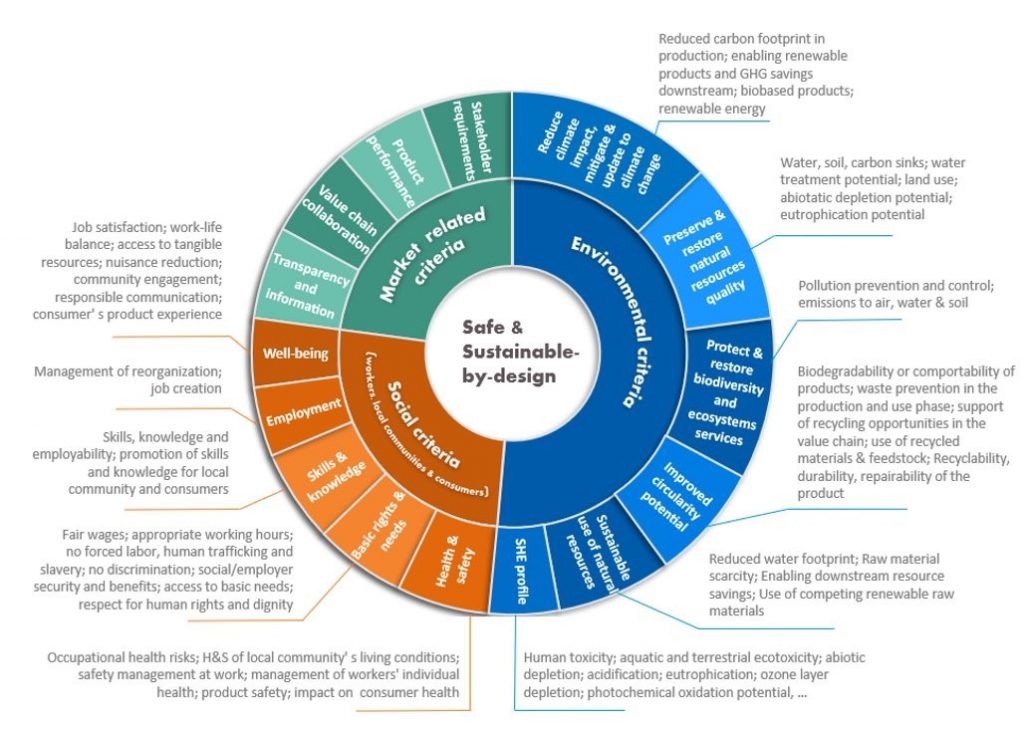 Reduced carbon footprint in
production; enabling renewable
products and GHG savings
downstream; biobased products;
renewable energy
Stakeholder
requirements
Reduce
climate
impact,
mitigate &
update to
climate
change
Product
performance
Water, soil, carbon sinks; water
treatment potential; land use;
abiotatic depletion potential;
eutrophication potential
Value chain
collaboration
Market related
criteria
Environmental criteria
Preserve &
restore
natural
resources
quality
Job satisfaction; work-life
balance; access to tangible
resources; nuisance reduction;
community engagement;
responsible communication;
consumer' s product experience
Transparency
and
information
Pollution prevention and control;
emissions to air, water & soil
Safe &
Sustainable-
by-design
Well-being
Protect &
restore
biodiversity
and
ecosystems
services
Management of reorganization;
job creation
Employment
Social criteria
(workers, local communities & consumers)
Biodegradability or comportability of
products; waste prevention in the
production and use phase; support
of recycling opportunities in the
value chain; use of recycled
materials & feedstock; Recyclability,
durability, repairability of the
product
Skills, knowledge and
employability; promotion of skills
and knowledge for local
community and consumers
Skills &
knowledge
Improved
circularity
potential
Fair wages; appropriate working hours;
no forced labor, human trafficking and
slavery; no discrimination; social/employer
security and benefits; access to basic needs;
respect for human rights and dignity
Basic rights &
needs
Health &
safety
SHE profile
Sustainable
use of natural
resources
Reduced water footprint; Raw material
scarcity; Enabling downstream resource
savings; Use of competing renewable raw
materials
Occupational health risks; H&S of local community' s living conditions;
safety management at work; management of workers' individual
health; product safety; impact on consumer health
Human toxicity; aquatic and terrestrial ecotoxicity; abiotic
depletion; acidification; eutrophication; ozone layer
depletion; photochemical oxidation potential, ...